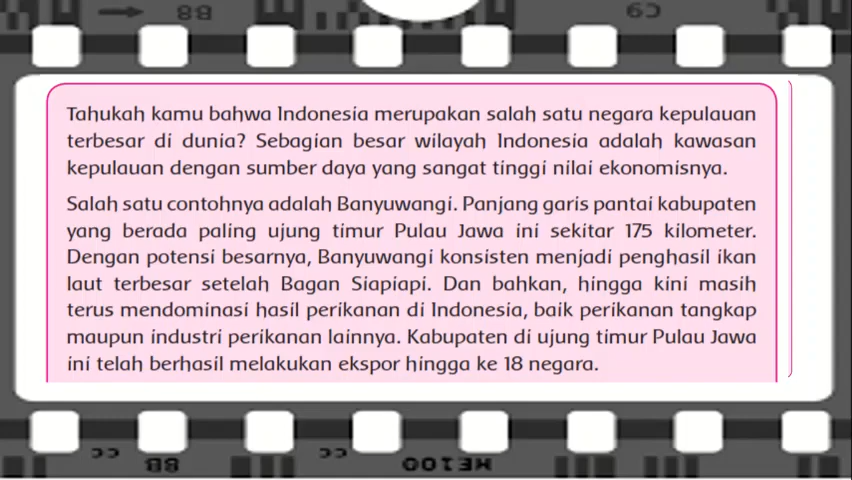 88
C9
Tahukah kamu bahwa Indonesia merupakan salah satu negara kepulauan
terbesar di dunia? Sebagian besar wilayah Indonesia adalah kawasan
kepulauan dengan sumber daya yang sangat tinggi nilai ekonomisnya.
Salah satu contohnya adalah Banyuwangi. Panjang garis pantai kabupaten
yang berada paling ujung timur Pulau Jawa ini sekitar 175 kilometer.
Dengan potensi besarnya, Banyuwangi konsisten menjadi penghasil ikan
laut terbesar setelah Bagan Siapiapi. Dan bahkan, hingga kini masih
terus mendominasi hasil perikanan di Indonesia, baik perikanan tangkap
maupun industri perikanan lainnya. Kabupaten di ujung timur Pulau Jawa
ini telah berhasil melakukan ekspor hingga ke 18 negara.